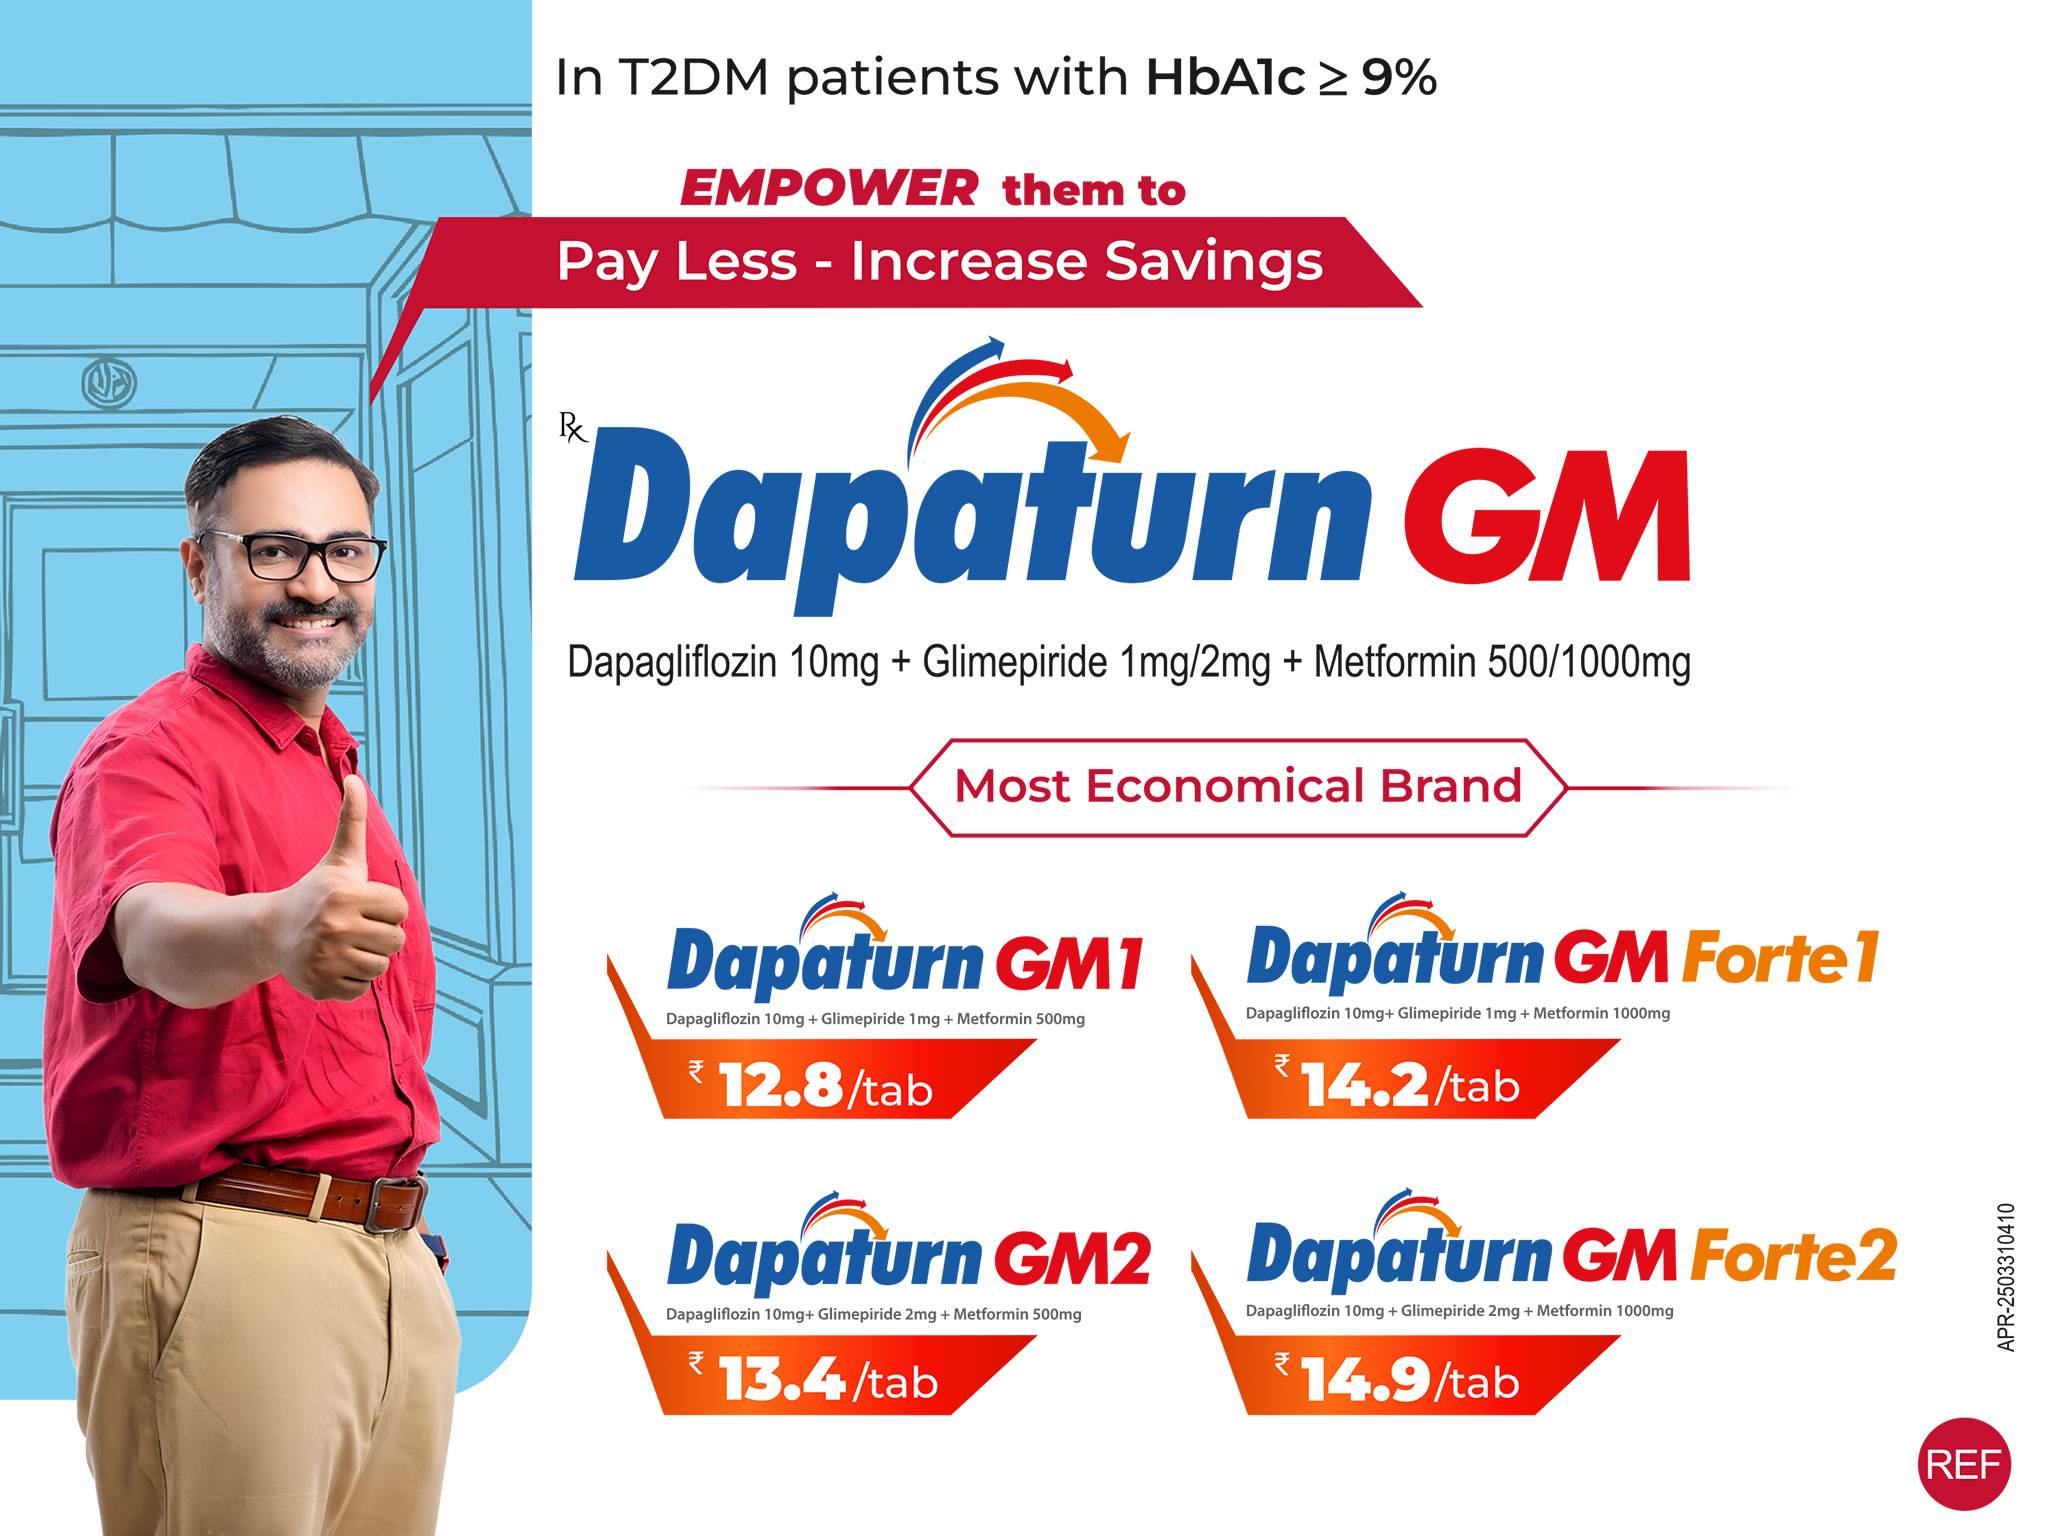 In T2DM patients with HbA1c ≥ 9%
EMPOWER them to
Pay Less - Increase Savings
Rx
Dapaturn GM
Dapagliflozin 10mg + Glimepiride 1mg/2mg + Metformin 500/1000mg
Most Economical Brand
Dapaturn GM1
Dapagliflozin 10mg + Glimepiride 1mg + Metformin 500mg
₹ 12.8/tab
Dapaturn GM Forte1
Dapagliflozin 10mg+ Glimepiride 1mg + Metformin 1000mg
₹ 14.2/tab
Dapaturn GM2
Dapagliflozin 10mg+ Glimepiride 2mg + Metformin 500mg
₹ 13.4/tab
Dapaturn GM Forte2
Dapagliflozin 10mg + Glimepiride 2mg + Metformin 1000mg
₹ 14.9/tab
APR-2503310410
REF